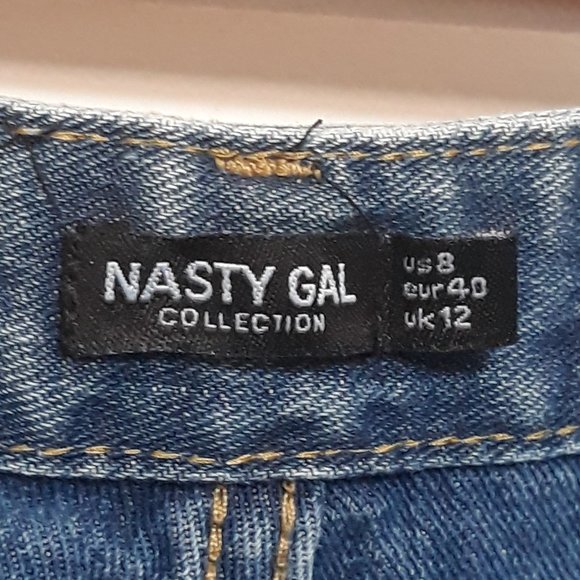 NASTY GAL
COLLECTION
us 8
eur 40
uk 12